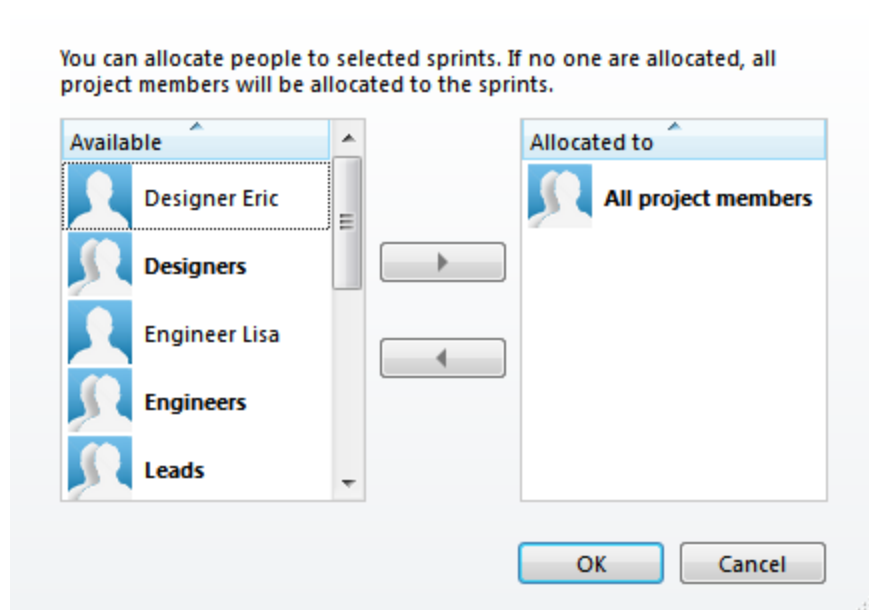 You can allocate people to selected sprints. If no one are allocated, all
project members will be allocated to the sprints.
Available
Designer Eric
Designers
Engineer Lisa
Engineers
Leads
Allocated to
All project members
OK
Cancel